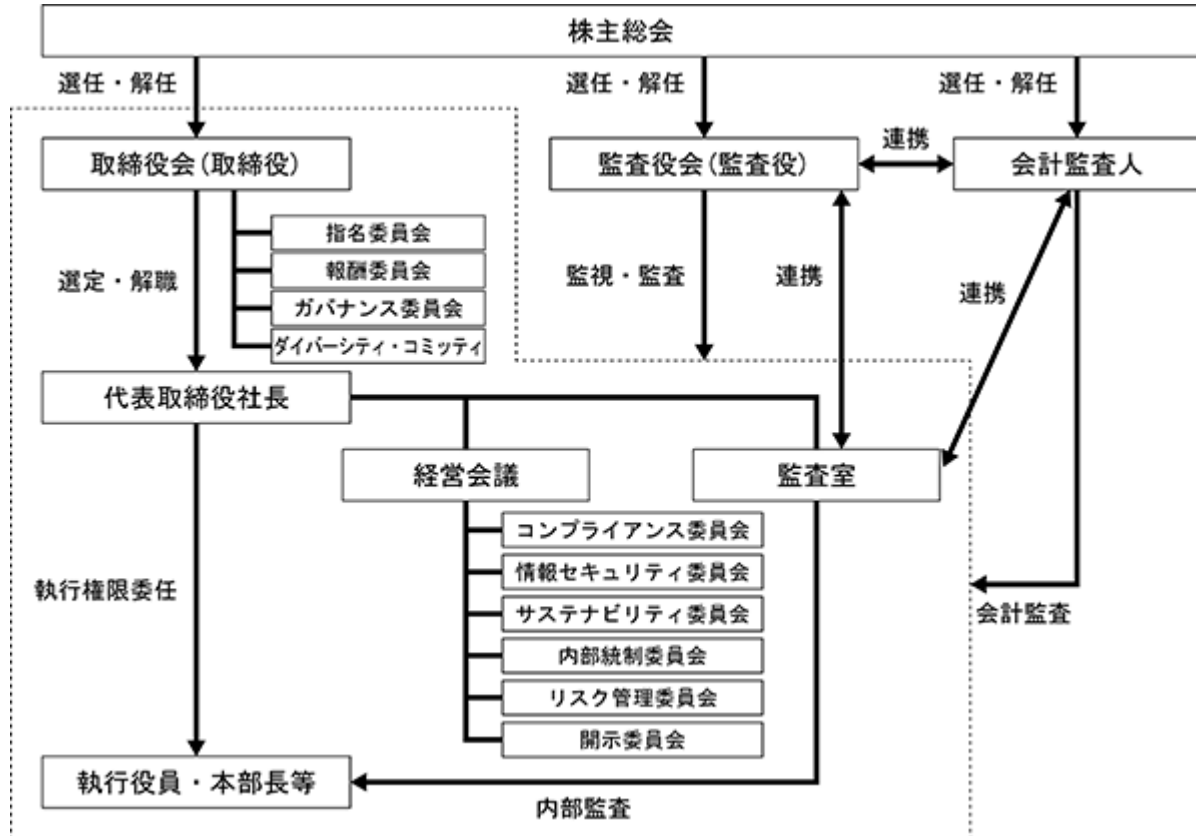 株主総会
選任・解任
選任・解任
選任・解任
取締役会(取締役)
監査役会(監査役)
連携
会計監査人
指名委員会
報酬委員会
ガバナンス委員会
ダイバーシティ・コミッティ
選定・解職
監視・監査
連携
連携
代表取締役社長
経営会議
監査室
コンプライアンス委員会
情報セキュリティ委員会
サステナビリティ委員会
内部統制委員会
リスク管理委員会
開示委員会
執行権限委任
会計監査
執行役員・本部長等
内部監査